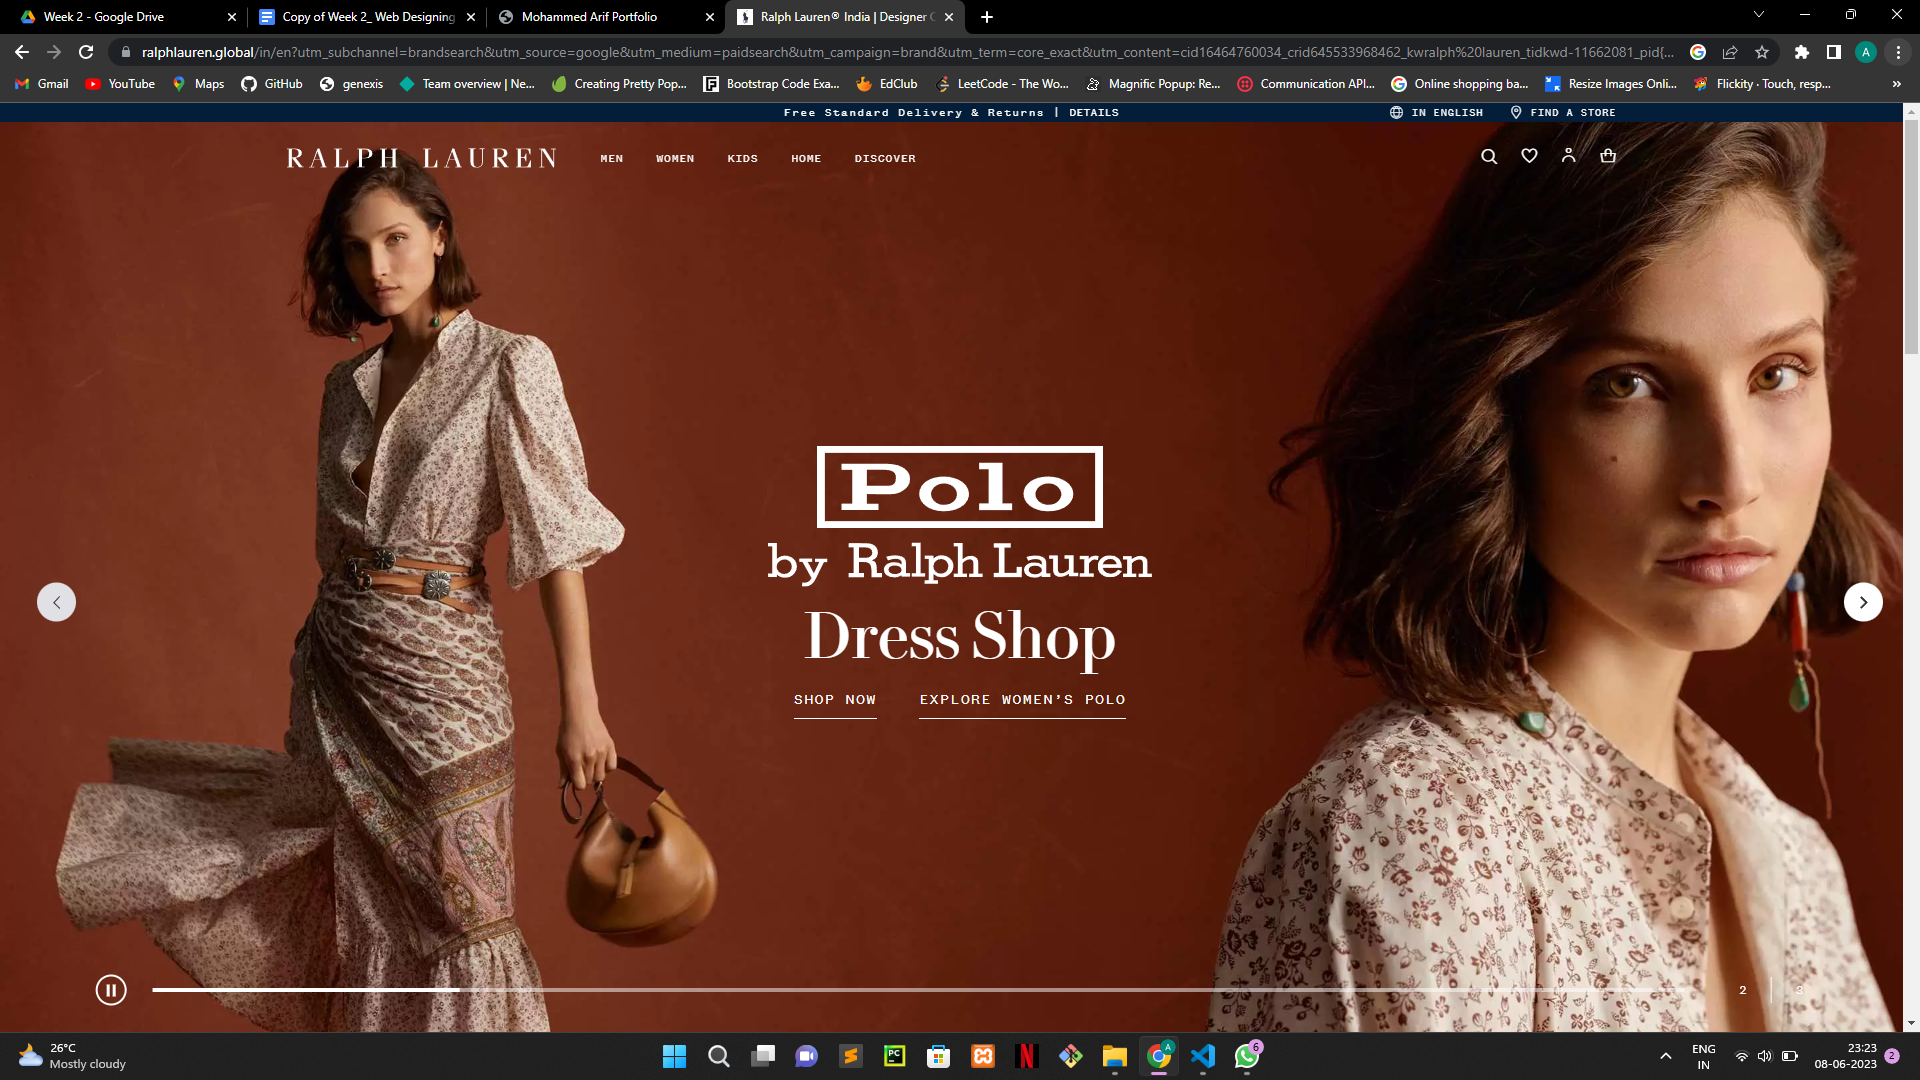 Week 2 - Google Drive
Copy of Week 2_ Web Designing
Mohammed Arif Portfolio
Ralph Lauren® India | Designer C
ralphlauren.global/in/en?utm_subchannel=brandsearch&utm_source=google&utm_medium=paidsearch&utm_campaign=brand&utm_term=core_exact&utm_content=cid16464760034_crid645533968462_kwralph%20lauren_tidkwd-11662081_pid{...
A
Gmail
YouTube
Maps
GitHub
genexis
Team overview | Ne...
Creating Pretty Pop...
Bootstrap Code Exa...
EdClub
LeetCode - The Wo...
Magnific Popup: Re...
Communication API...
Online shopping ba...
Resize Images Onli...
Flickity · Touch, resp...
»
Free Standard Delivery & Returns | DETAILS
IN ENGLISH
FIND A STORE
RALPH LAUREN
MEN
WOMEN
KIDS
HOME
DISCOVER
Polo
by Ralph Lauren
Dress Shop
SHOP NOW
EXPLORE WOMEN'S POLO
2 | 3
26°C
Mostly cloudy
PC
N
A
6
ENG
IN
23:23
08-06-2023
2